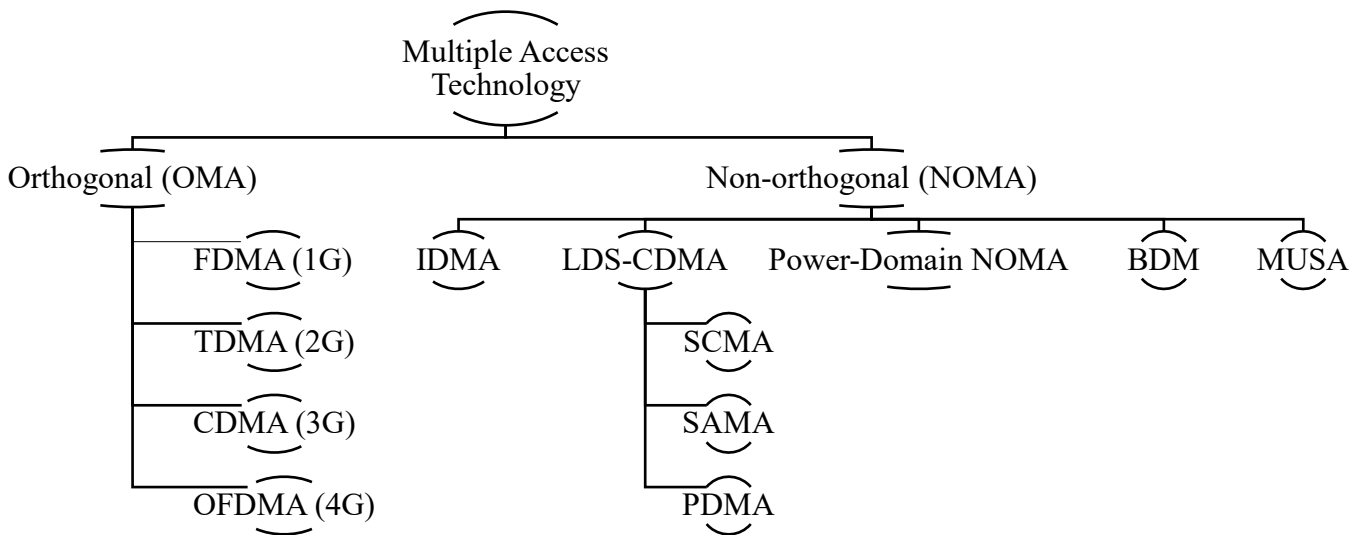 Multiple Access
Technology
Orthogonal (OMA)
Non-orthogonal (NOMA)
FDMA (1G)
IDMA
LDS-CDMA
Power-Domain NOMA
BDM
MUSA
TDMA (2G)
SCMA
CDMA (3G)
SAMA
OFDMA (4G)
PDMA